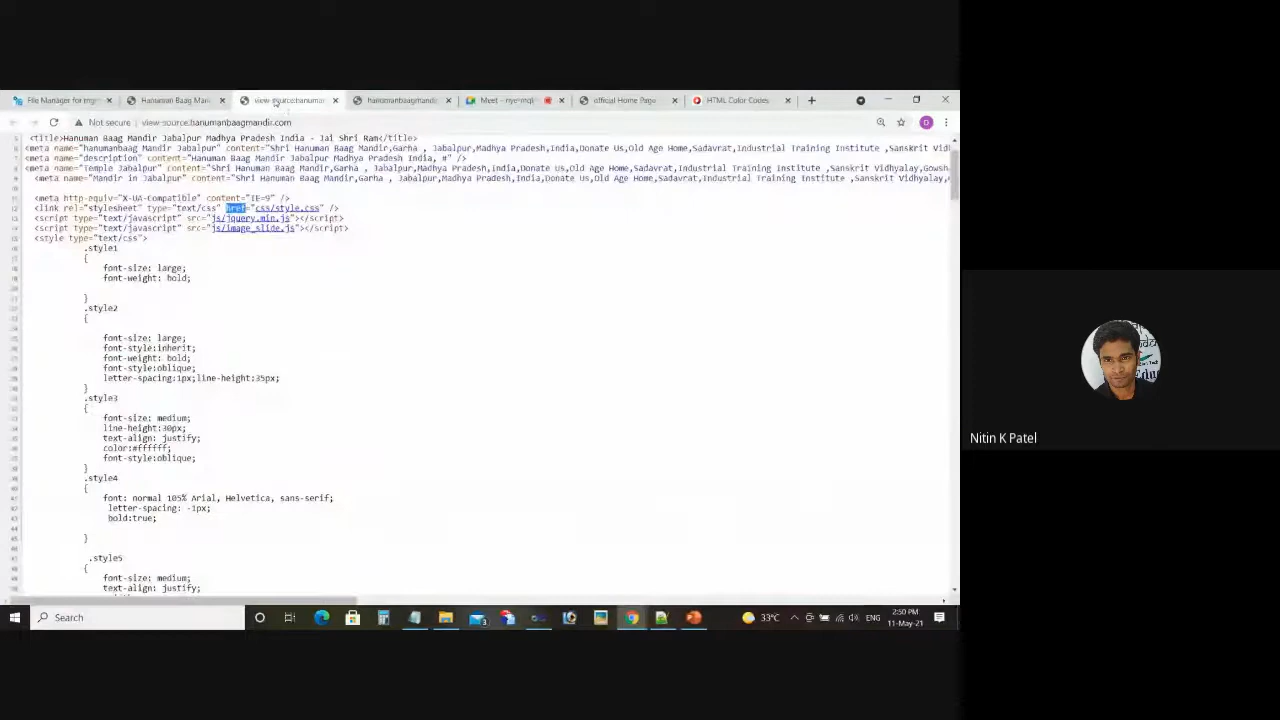 File Manager for mgm
Hanuman Baag Man
view-source:hanuman
hanumanbaagmandi
Meet – nye-mqli
official Home Page
HTML Color Codes
Not secure
view-source:hanumanbaagmandir.com
D
<title>Hanuman Baag Mandir Jabalpur Madhya Pradesh India - Jai Shri Ram</title>
<meta name="hanumanbaag Mandir Jabalpur" content="Shri Hanuman Baag Mandir,Garha , Jabalpur,Madhya Pradesh,India,Donate Us,Old Age Home,Sadavrat,Industrial Training Institute ,Sanskrit Vid
<meta name="description" content="Hanuman Baag Mandir Jabalpur Madhya Pradesh India, #" />
<meta name="Temple Jabalpur" content="Shri Hanuman Baag Mandir,Garha , Jabalpur,Madhya Pradesh,India,Donate Us,Old Age Home,Sadavrat,Industrial Training Institute ,Sanskrit Vidhyalay,Gowsh
<meta name="Mandir in Jabalpur" content="Shri Hanuman Baag Mandir,Garha , Jabalpur,Madhya Pradesh,India,Donate Us,Old Age Home,Sadavrat,Industrial Training Institute ,Sanskrit Vidhyalay,
<meta http-equiv="X-UA-Compatible" content="IE=9" />
<link rel="stylesheet" type="text/css" href="css/style.css" />
<script type="text/javascript" src="js/jquery.min.js"></script>
<script type="text/javascript" src="js/image_slide.js"></script>
<style type="text/css">
.style1
{
font-size: large;
font-weight: bold;
}
.style2
{
font-size: large;
font-style:inherit;
font-weight: bold;
font-style:oblique;
letter-spacing:1px;line-height:35px;
}
.style3
{
font-size: medium;
line-height:30px;
text-align: justify;
color:#ffffff;
font-style:oblique;
}
.style4
{
font: normal 105% Arial, Helvetica, sans-serif;
letter-spacing: -1px;
bold:true;
}
.style5
{
font-size: medium;
text-align: justify;
Nitin K Patel
Search
3
33°C
ENG
2:50 PM
11-May-21